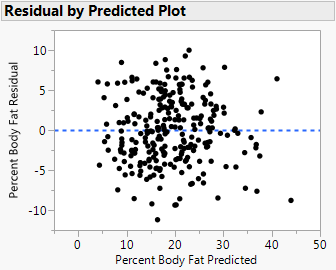 Residual by Predicted Plot
Percent Body Fat Residual
10
5
0
-5
-10
0 10 20 30 40 50
Percent Body Fat Predicted